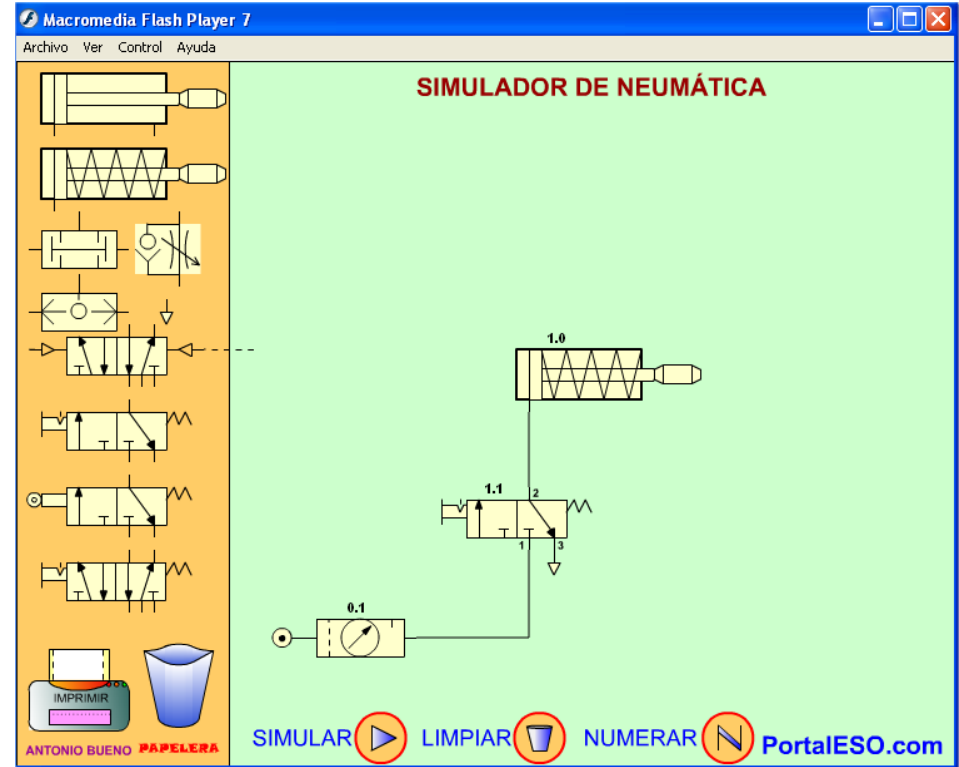 Macromedia Flash Player 7
Archivo Ver Control Ayuda
SIMULADOR DE NEUMÁTICA
1.0
1.1
2
1
3
0.1
IMPRIMIR
ANTONIO BUENO
PAPELERA
SIMULAR
LIMPIAR
NUMERAR
N
PortalESO.com